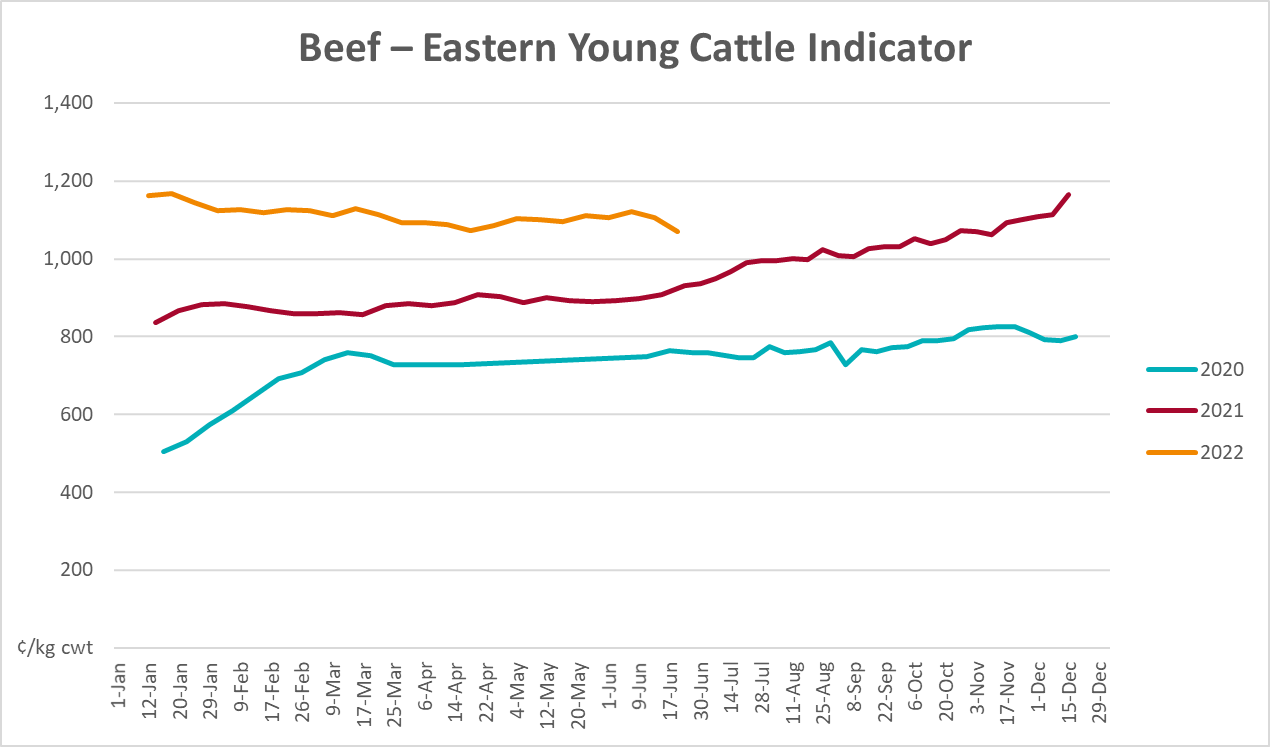 Beef – Eastern Young Cattle Indicator
1,400
1,200
1,000
800
600
400
200
¢/kg cwt
1-Jan
12-Jan
20-Jan
29-Jan
9-Feb
17-Feb
26-Feb
9-Mar
17-Mar
25-Mar
6-Apr
14-Apr
22-Apr
4-May
12-May
20-May
1-Jun
9-Jun
17-Jun
30-Jun
14-Jul
28-Jul
11-Aug
25-Aug
8-Sep
22-Sep
6-Oct
20-Oct
3-Nov
17-Nov
1-Dec
15-Dec
29-Dec
2020
2021
2022